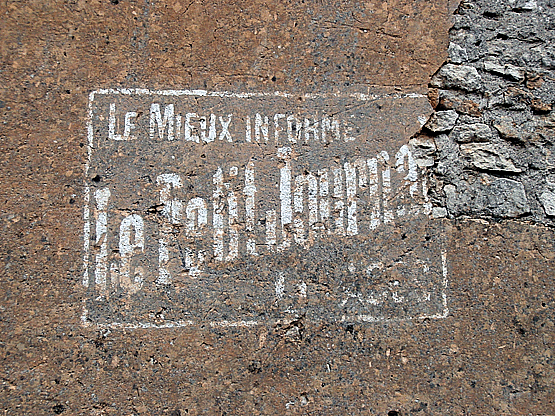 LE MIEUX INFORMÉ
Le Petit Journal